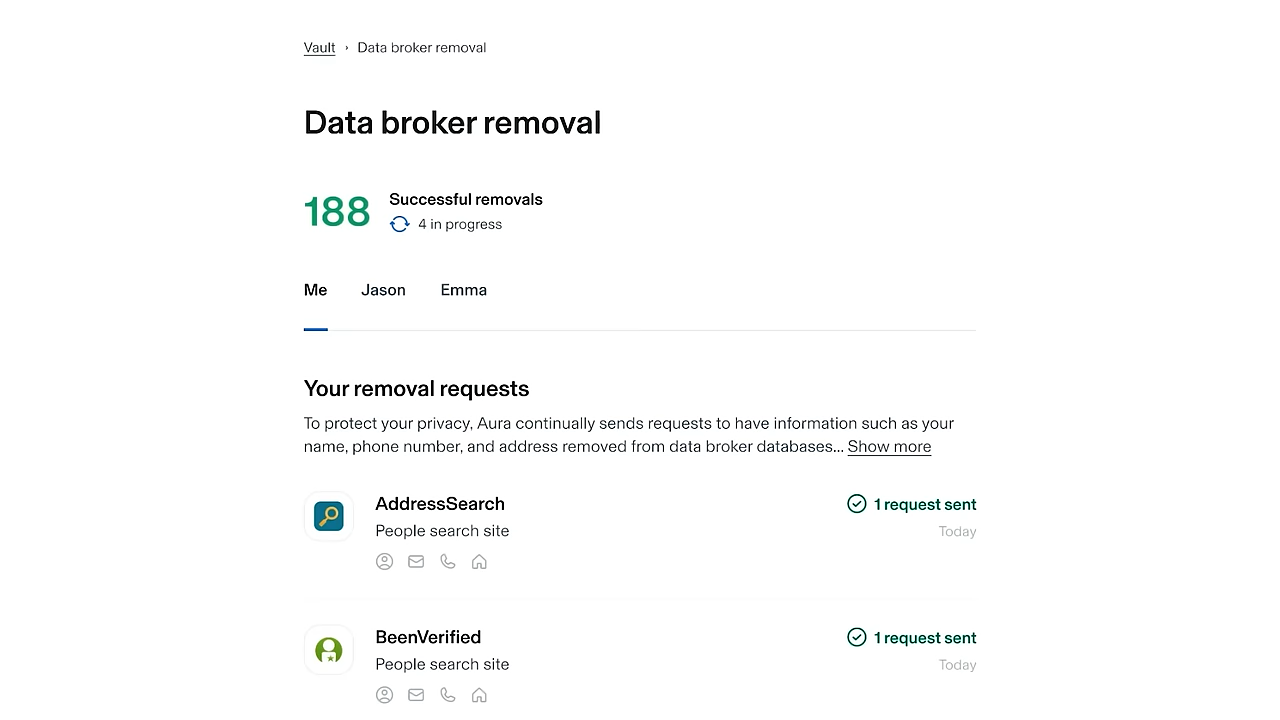 Vault › Data broker removal
Data broker removal
188 Successful removals
4 in progress
Me Jason Emma
Your removal requests
To protect your privacy, Aura continually sends requests to have information such as your
name, phone number, and address removed from data broker databases... Show more
AddressSearch 1 request sent
People search site Today
BeenVerified 1 request sent
People search site Today